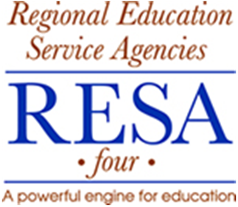 Regional Education
Service Agencies
RESA
• four •
A powerful engine for education